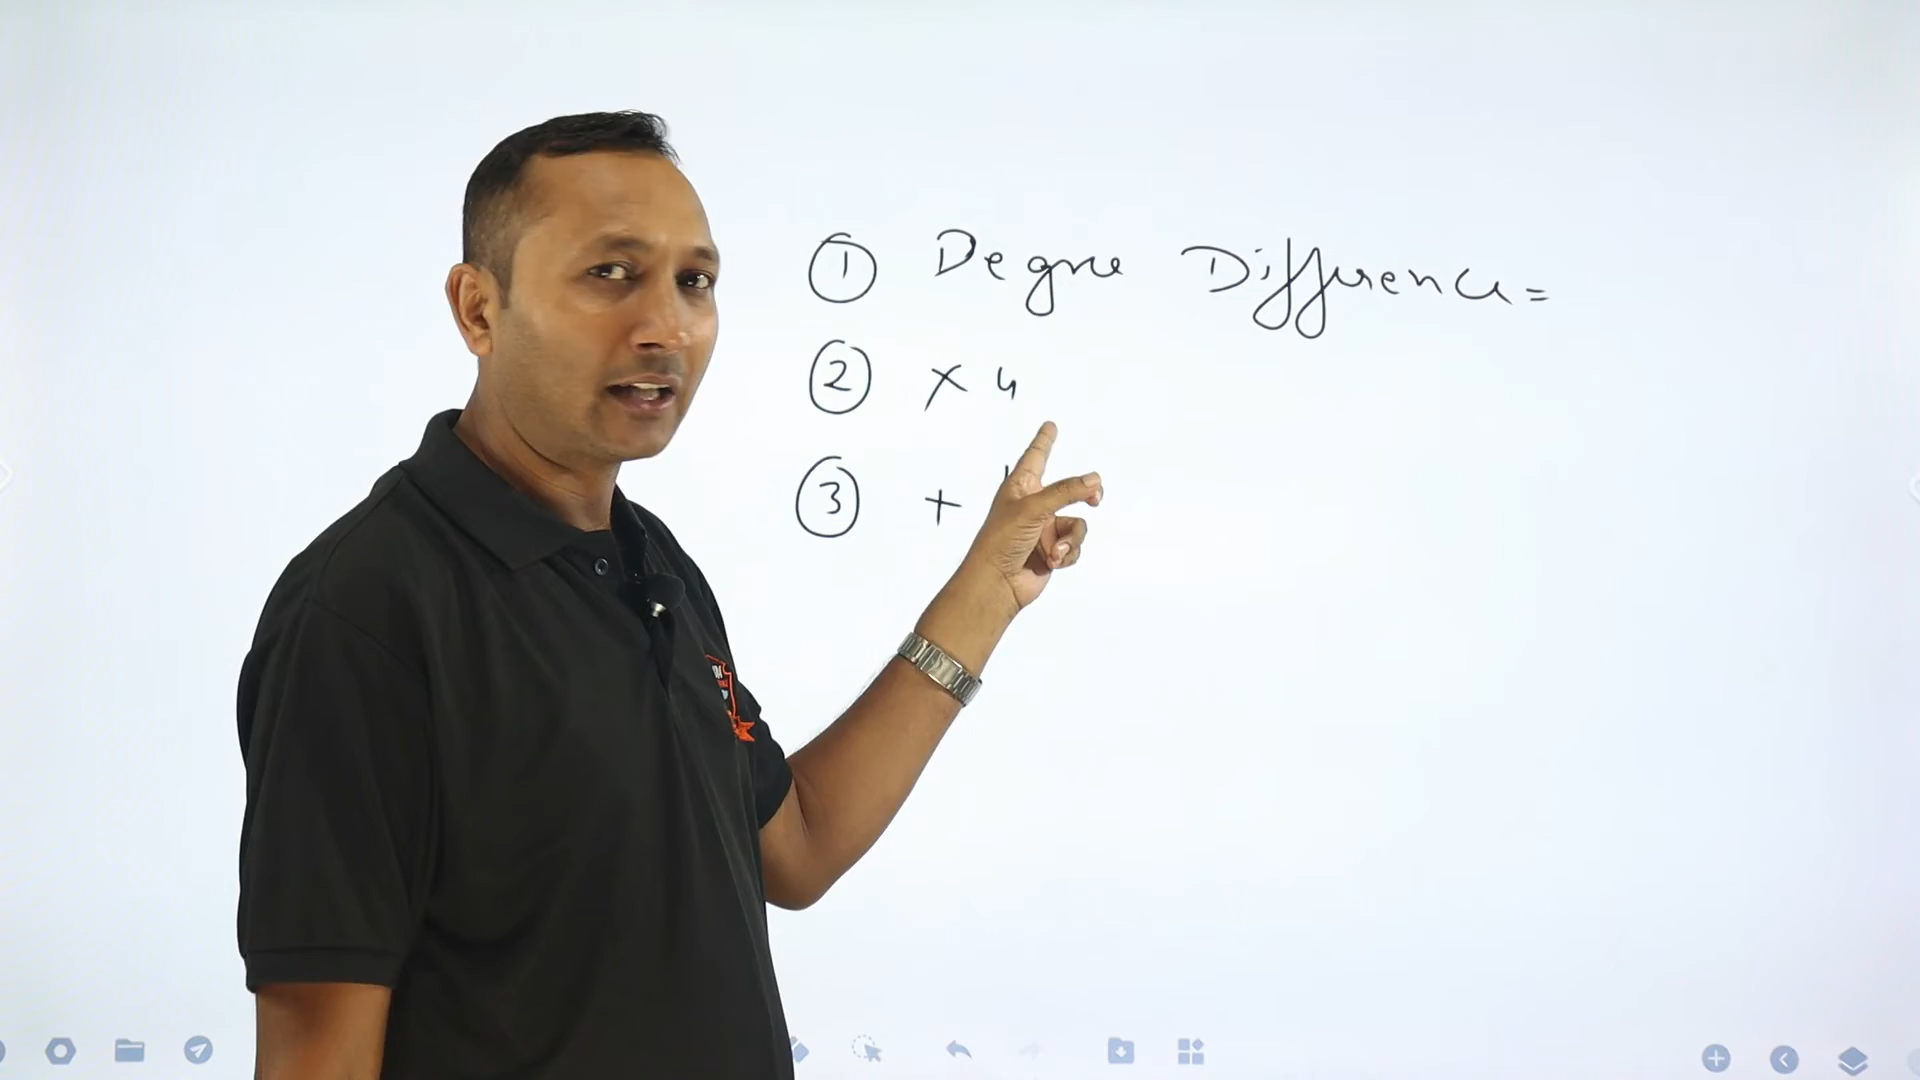 ① Degree Difference=
② × 4
③ +